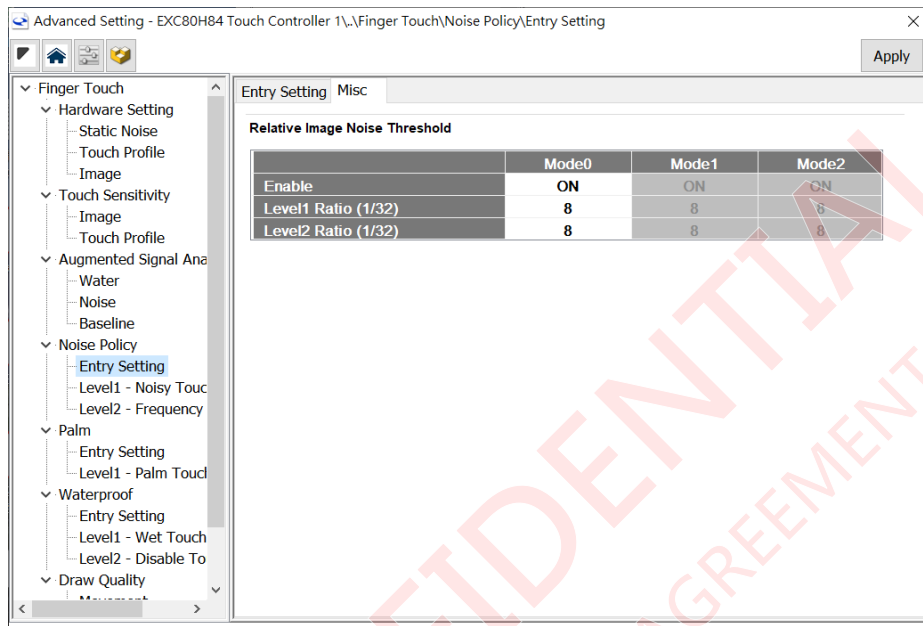 Advanced Setting - EXC80H84 Touch Controller 1\..\Finger Touch\Noise Policy\Entry Setting
Apply
Finger Touch
Hardware Setting
Static Noise
Touch Profile
Image
Touch Sensitivity
Image
Touch Profile
Augmented Signal Ana
Water
Noise
Baseline
Noise Policy
Entry Setting
Level1 - Noisy Touc
Level2 - Frequency
Palm
Entry Setting
Level1 - Palm Touch
Waterproof
Entry Setting
Level1 - Wet Touch
Level2 - Disable To
Draw Quality
Entry Setting Misc
Relative Image Noise Threshold
Mode0 Mode1 Mode2
Enable ON ON ON
Level1 Ratio (1/32) 8 8 8
Level2 Ratio (1/32) 8 8 8
FIDENTIAL
AGREEMENT